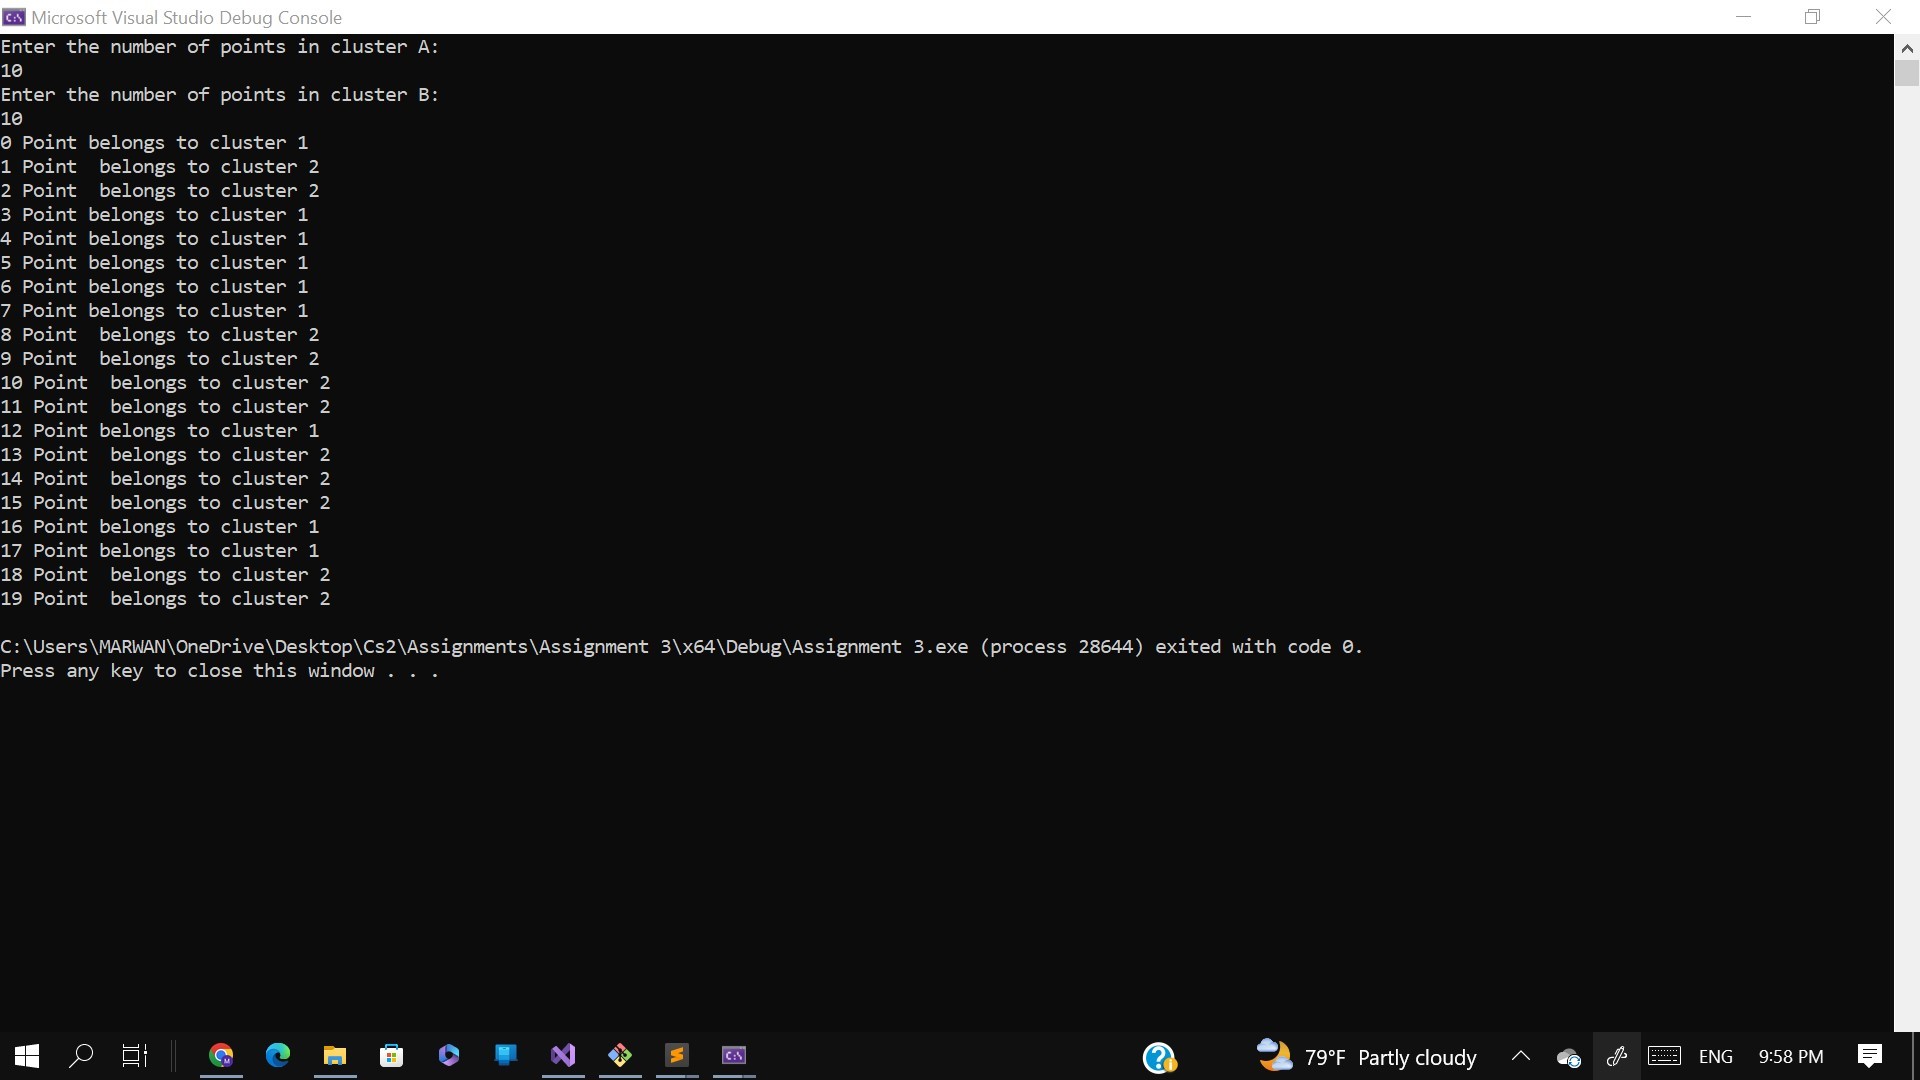 Microsoft Visual Studio Debug Console
Enter the number of points in cluster A:
10
Enter the number of points in cluster B:
10
0 Point belongs to cluster 1
1 Point  belongs to cluster 2
2 Point  belongs to cluster 2
3 Point belongs to cluster 1
4 Point belongs to cluster 1
5 Point belongs to cluster 1
6 Point belongs to cluster 1
7 Point belongs to cluster 1
8 Point  belongs to cluster 2
9 Point  belongs to cluster 2
10 Point  belongs to cluster 2
11 Point  belongs to cluster 2
12 Point belongs to cluster 1
13 Point  belongs to cluster 2
14 Point  belongs to cluster 2
15 Point  belongs to cluster 2
16 Point belongs to cluster 1
17 Point belongs to cluster 1
18 Point  belongs to cluster 2
19 Point  belongs to cluster 2
C:\Users\MARWAN\OneDrive\Desktop\Cs2\Assignments\Assignment 3\x64\Debug\Assignment 3.exe (process 28644) exited with code 0.
Press any key to close this window . . .
79°F Partly cloudy ENG 9:58 PM